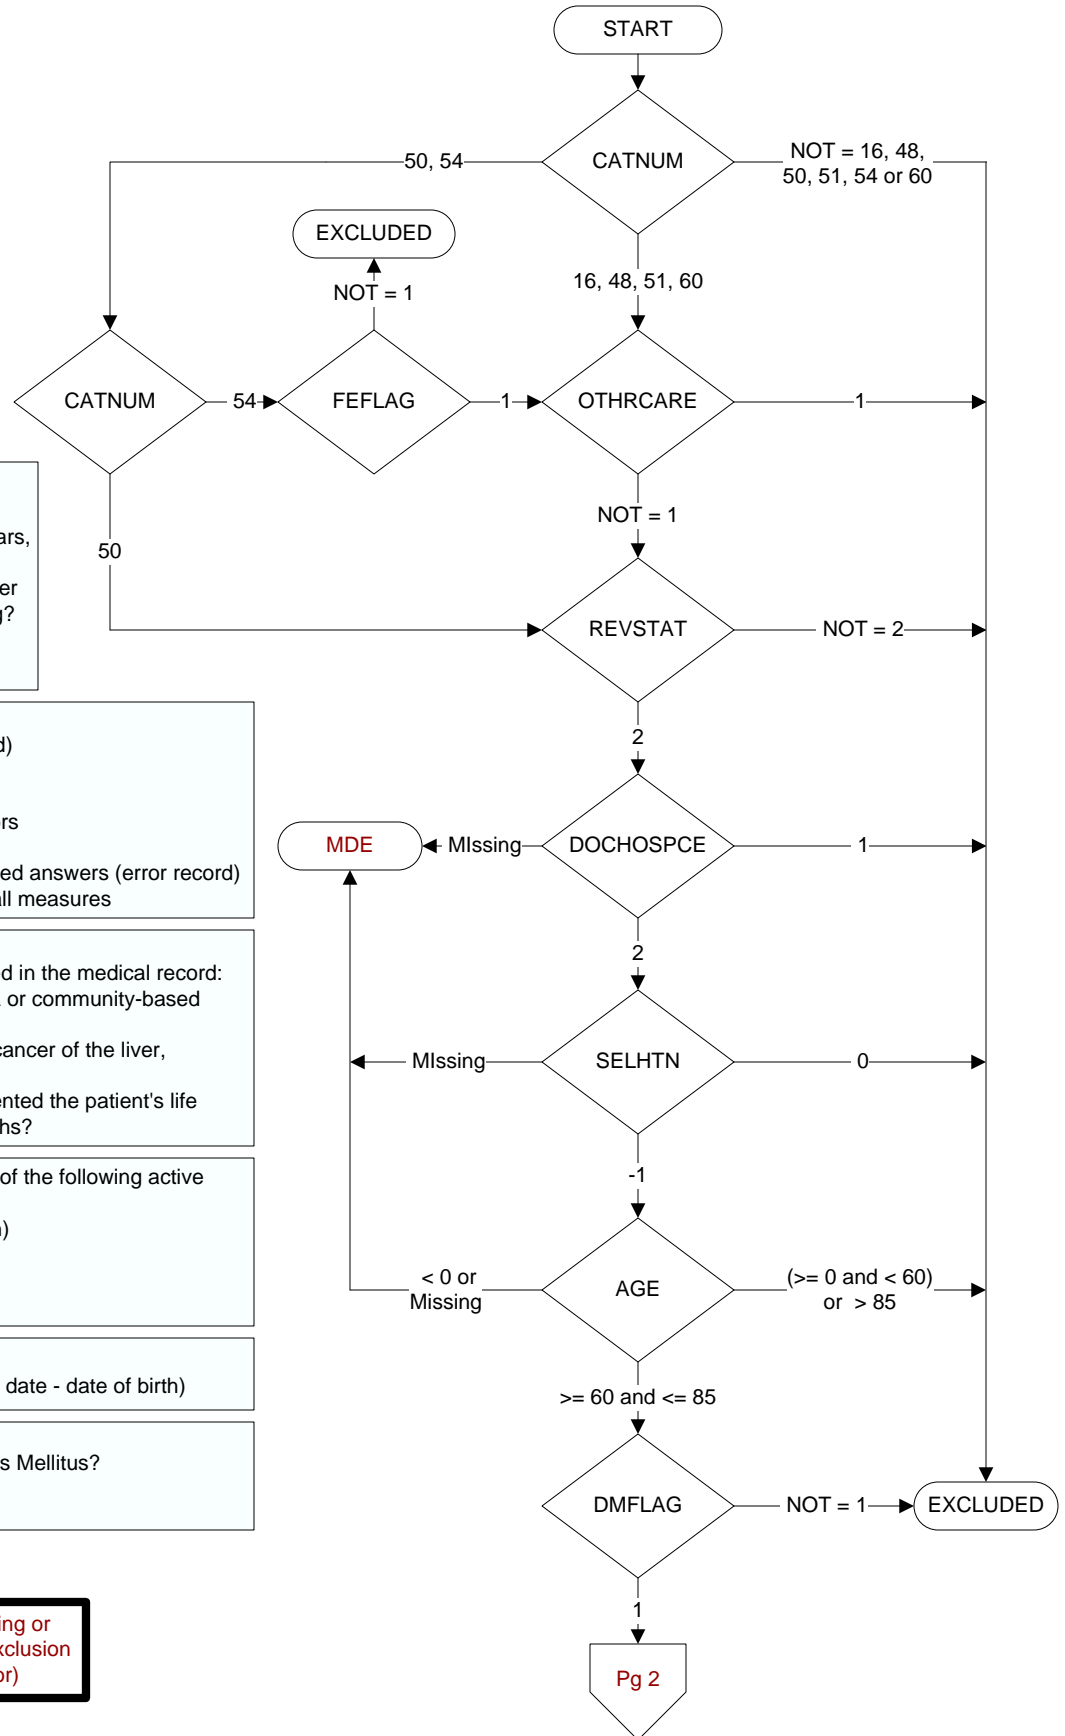 START
CATNUM
50, 54
NOT = 16, 48,
50, 51, 54 or 60
EXCLUDED
NOT = 1
16, 48, 51, 60
CATNUM
54
FEFLAG
1
OTHRCARE
1
NOT = 1
50
REVSTAT
NOT = 2
2
MDE
MIssing
DOCHOSPCE
1
2
MIssing
SELHTN
0
-1
< 0 or
Missing
AGE
(>= 0 and < 60)
or > 85
>= 60 and <= 85
DMFLAG
NOT = 1
EXCLUDED
1
Pg 2
ars,
er
g?
d)
ors
ed answers (error record)
all measures
ed in the medical record:
or community-based
cancer of the liver,
ented the patient's life
hs?
of the following active
n)
date - date of birth)
s Mellitus?
ing or
xclusion
or)